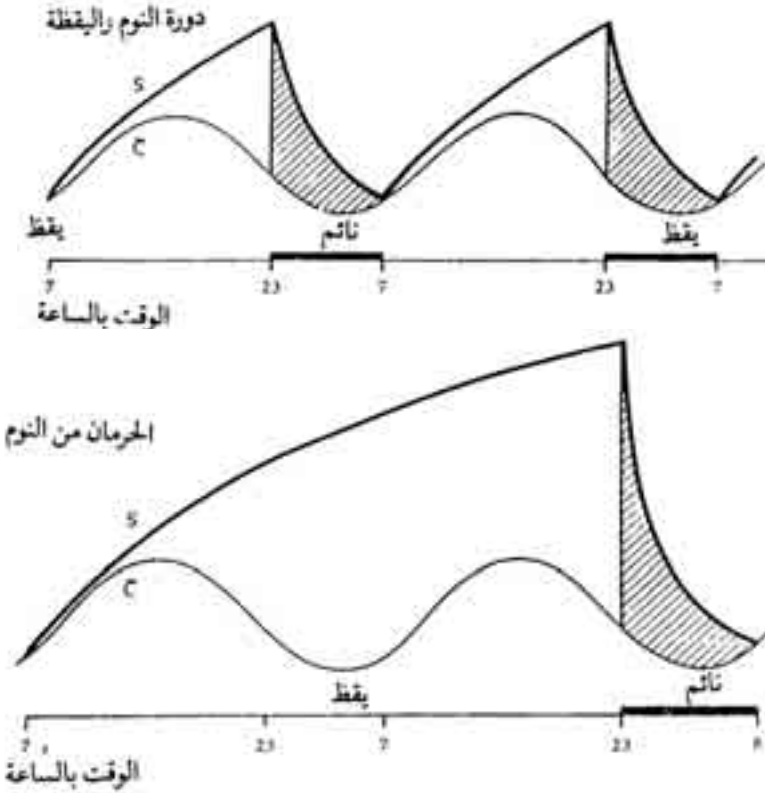 دورة النوم واليقظة
S
C
يقظ نائم يقظ
7 23 7 23 7
الوقت بالساعة
الحرمان من النوم
S
C
يقظ نائم
7 23 7 23 8
الوقت بالساعة